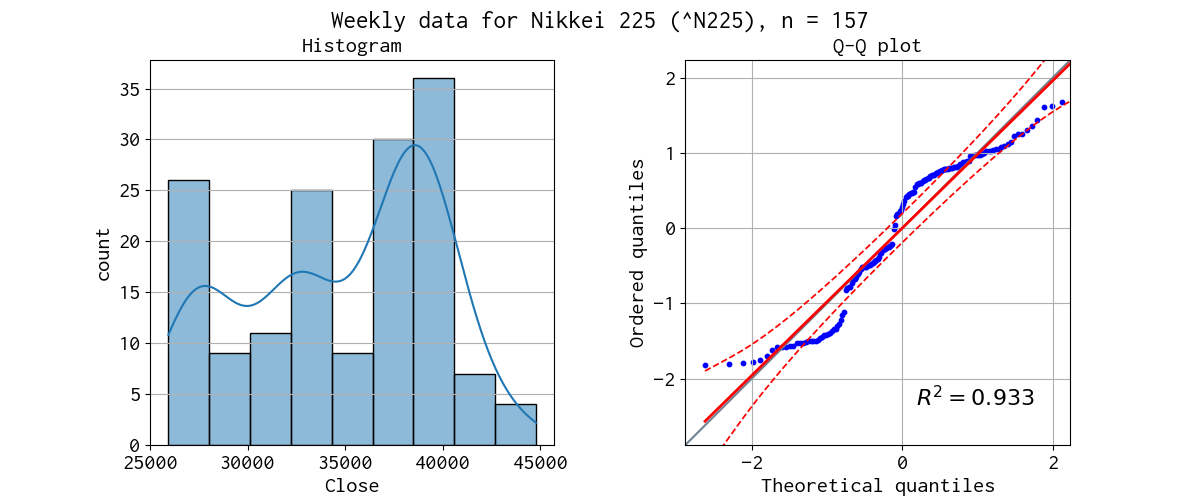 Weekly data for Nikkei 225 (^N225), n = 157
Histogram
count
35
30
25
20
15
10
5
0
25000 30000 35000 40000 45000
Close
Q-Q plot
Ordered quantiles
2
1
0
−1
−2
R² = 0.933
−2 0 2
Theoretical quantiles